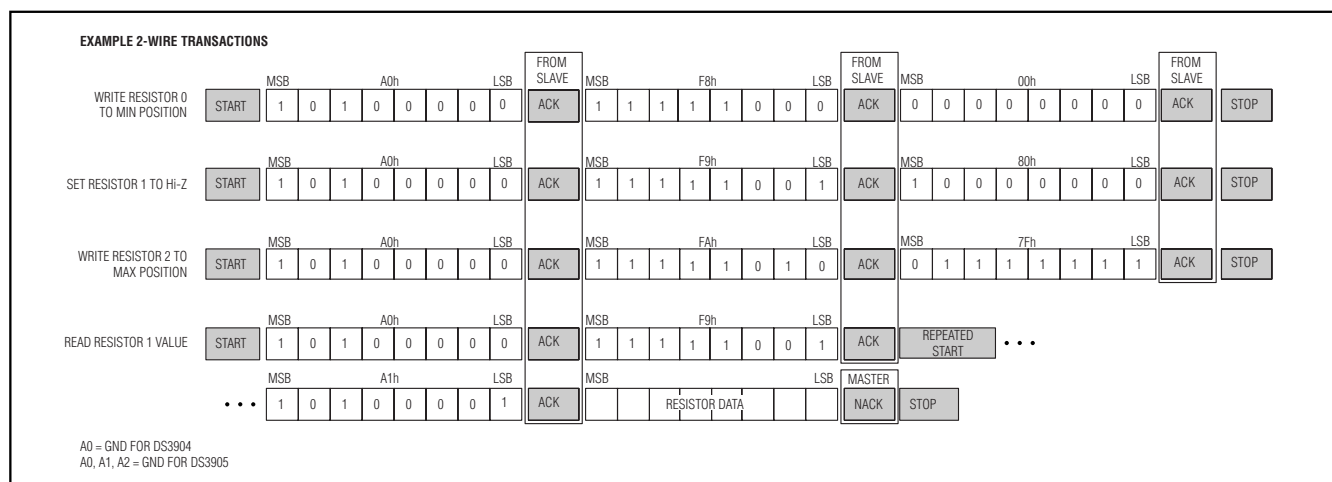 EXAMPLE 2-WIRE TRANSACTIONS
FROM SLAVE FROM SLAVE FROM SLAVE
MSB A0h LSB MSB F8h LSB MSB 00h LSB
WRITE RESISTOR 0 TO MIN POSITION START 1 0 1 0 0 0 0 0 ACK 1 1 1 1 1 0 0 0 ACK 0 0 0 0 0 0 0 0 ACK STOP
MSB A0h LSB MSB F9h LSB MSB 80h LSB
SET RESISTOR 1 TO Hi-Z START 1 0 1 0 0 0 0 0 ACK 1 1 1 1 1 0 0 1 ACK 1 0 0 0 0 0 0 0 ACK STOP
MSB A0h LSB MSB FAh LSB MSB 7Fh LSB
WRITE RESISTOR 2 TO MAX POSITION START 1 0 1 0 0 0 0 0 ACK 1 1 1 1 1 0 1 0 ACK 0 1 1 1 1 1 1 1 ACK STOP
MSB A0h LSB MSB F9h LSB
READ RESISTOR 1 VALUE START 1 0 1 0 0 0 0 0 ACK 1 1 1 1 1 0 0 1 ACK REPEATED START • • •
MSB A1h LSB MSB LSB MASTER
• • • 1 0 1 0 0 0 0 1 ACK RESISTOR DATA NACK STOP
A0 = GND FOR DS3904
A0, A1, A2 = GND FOR DS3905